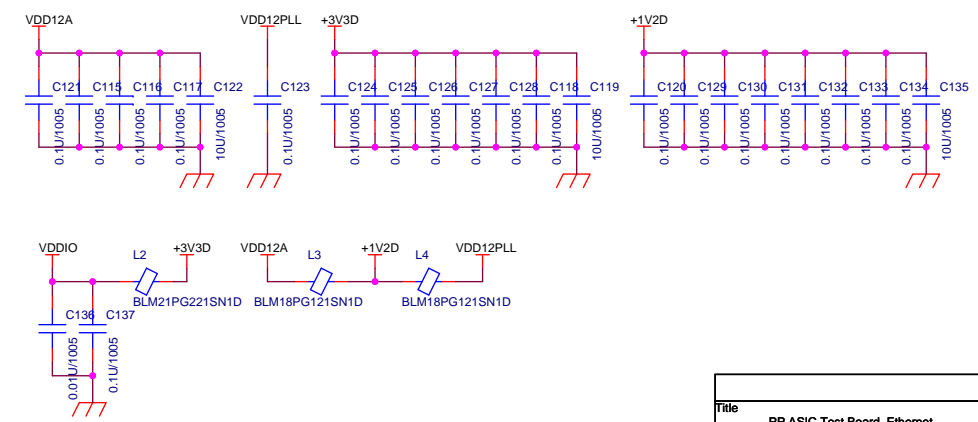 VDD12A VDD12PLL +3V3D +1V2D
C121 C115 C116 C117 C122 C123 C124 C125 C126 C127 C128 C118 C119 C120 C129 C130 C131 C132 C133 C134 C135
0.1U/1005 0.1U/1005 0.1U/1005 0.1U/1005 10U/1005 0.1U/1005 0.1U/1005 0.1U/1005 0.1U/1005 0.1U/1005 0.1U/1005 0.1U/1005 10U/1005 0.1U/1005 0.1U/1005 0.1U/1005 0.1U/1005 0.1U/1005 0.1U/1005 0.1U/1005 10U/1005
VDDIO L2 +3V3D VDD12A L3 +1V2D L4 VDD12PLL
BLM21PG221SN1D BLM18PG121SN1D BLM18PG121SN1D
C136 C137
0.01U/1005 0.1U/1005
Title